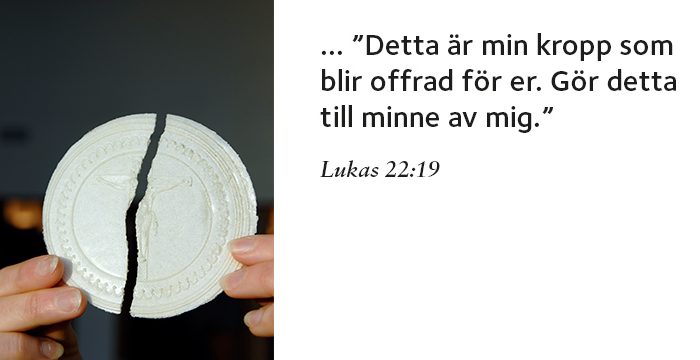 ... ”Detta är min kropp som
blir offrad för er. Gör detta
till minne av mig.”
Lukas 22:19